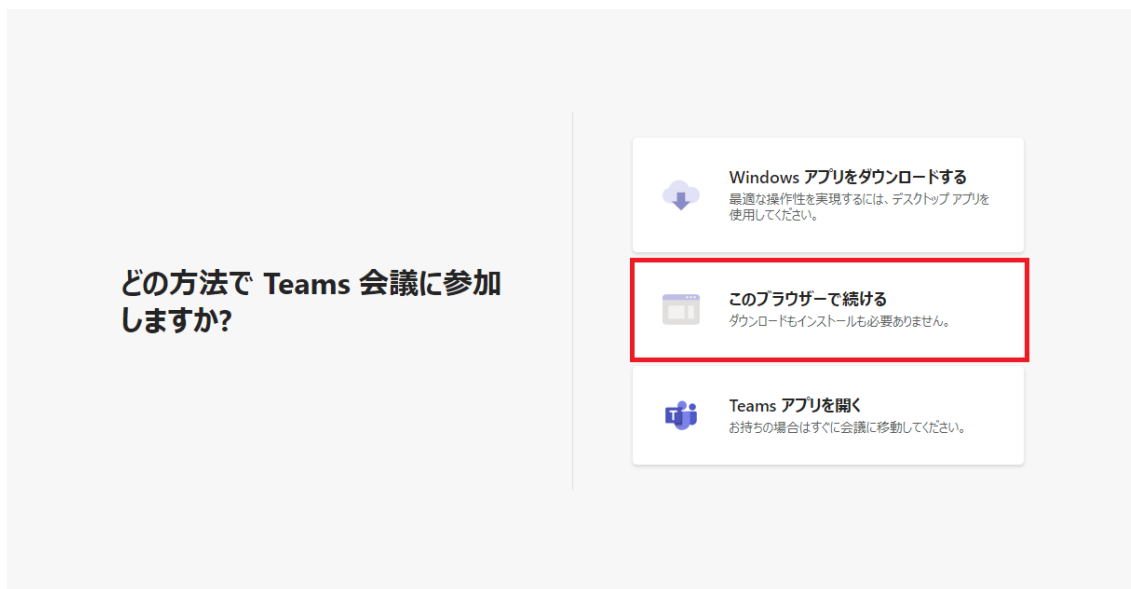 どの方法で Teams 会議に参加
しますか?
Windows アプリをダウンロードする
最適な操作性を実現するには、デスクトップ アプリを
使用してください。
このブラウザーで続ける
ダウンロードもインストールも必要ありません。
Teams アプリを開く
お持ちの場合はすぐに会議に移動してください。